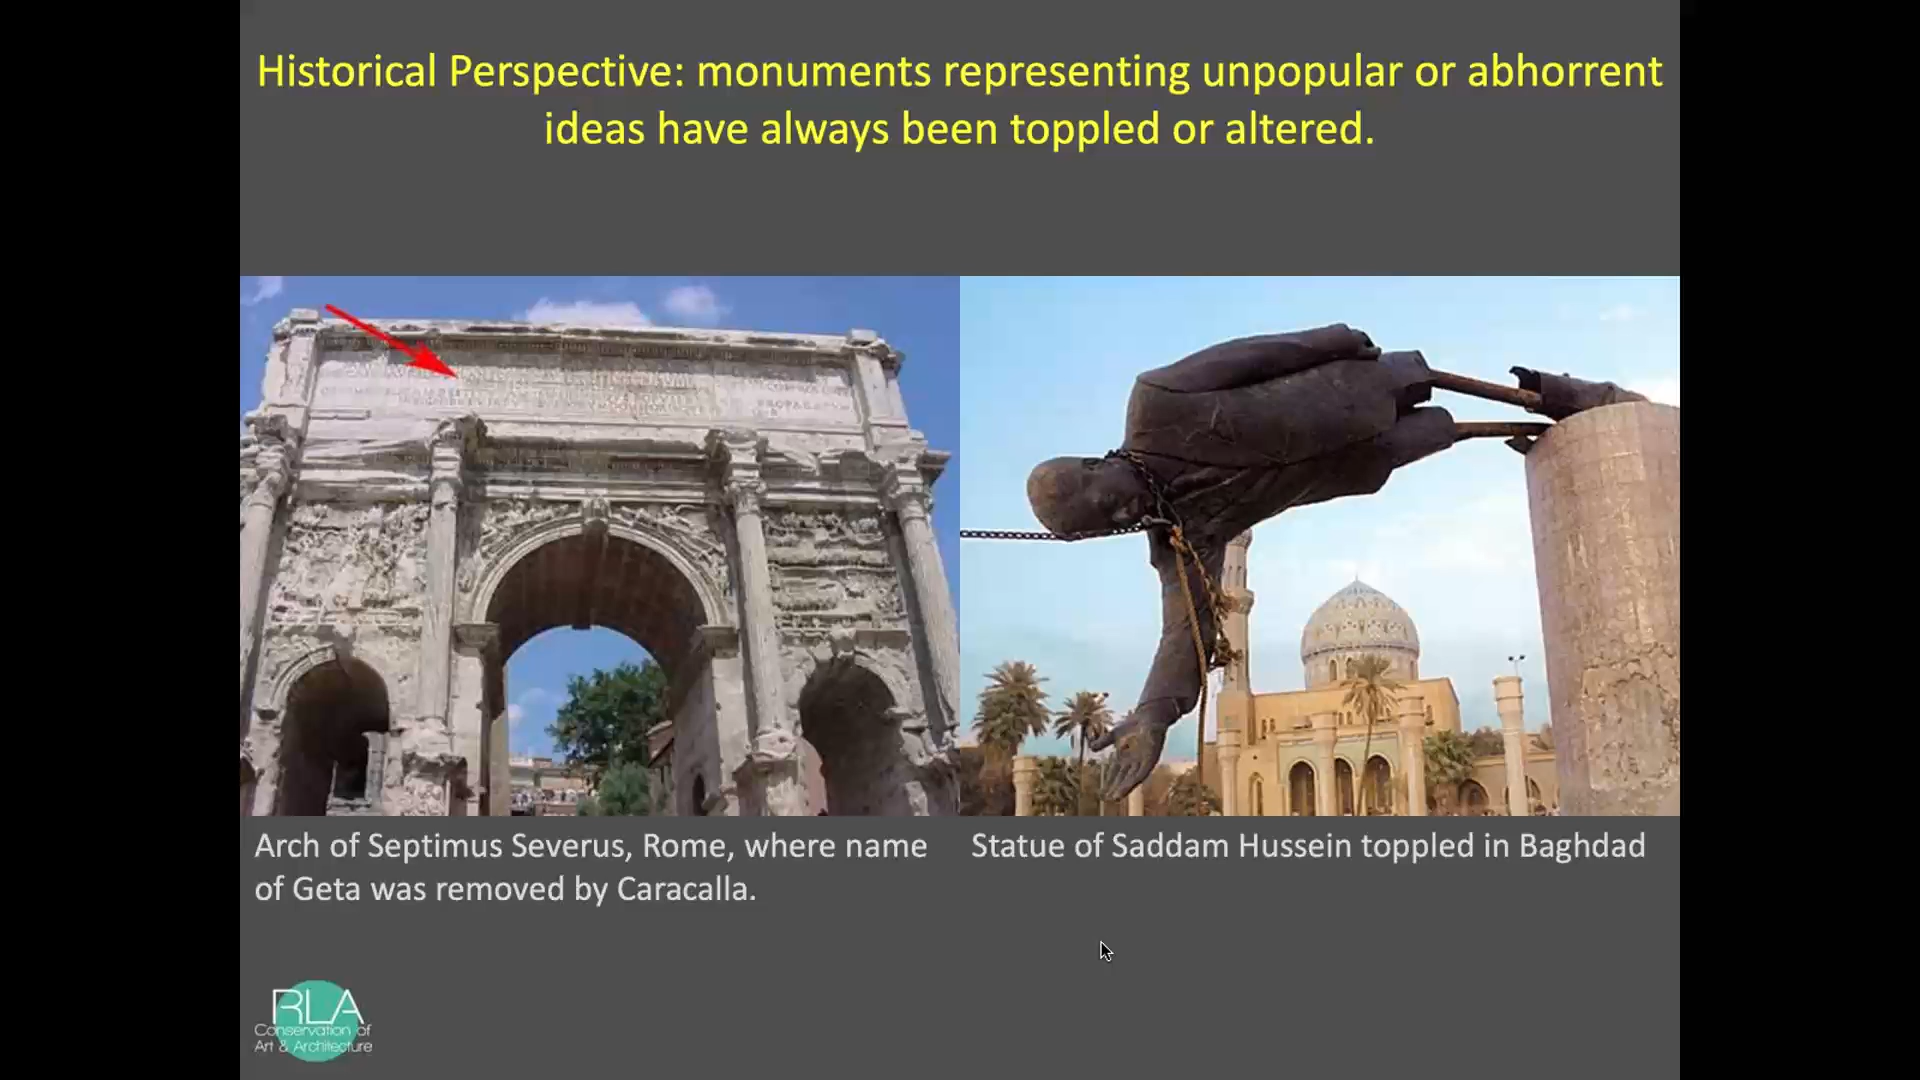 Historical Perspective: monuments representing unpopular or abhorrent
ideas have always been toppled or altered.
Arch of Septimus Severus, Rome, where name
of Geta was removed by Caracalla.
Statue of Saddam Hussein toppled in Baghdad
RLA
Conservation of
Art & Architecture